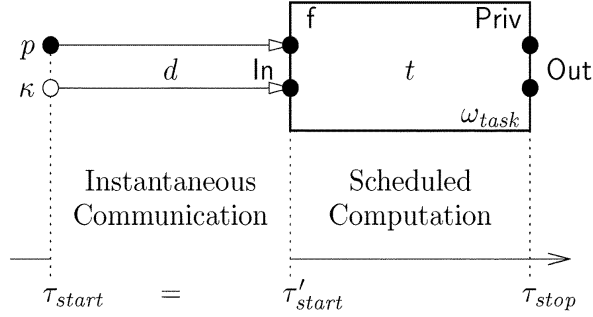 f Priv
p
d In t Out
κ
ω_task
Instantaneous Scheduled
Communication Computation
τ_start = τ'_start τ_stop